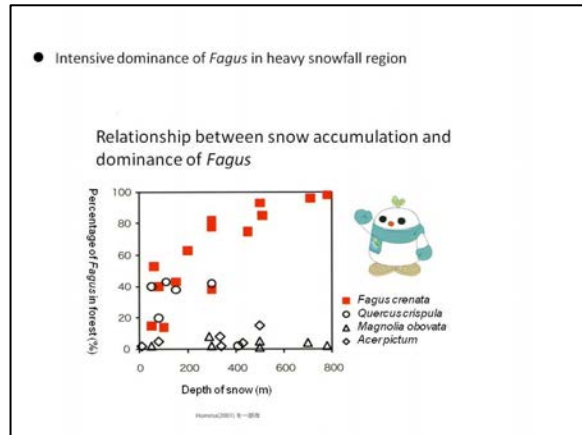 ● Intensive dominance of Fagus in heavy snowfall region
Relationship between snow accumulation and
dominance of Fagus
Percentage of Fagus in forest (%)
100
80
60
40
20
0
0
200
400
600
800
Depth of snow (m)
Fagus crenata
Quercus crispula
Magnolia obovata
Acer pictum